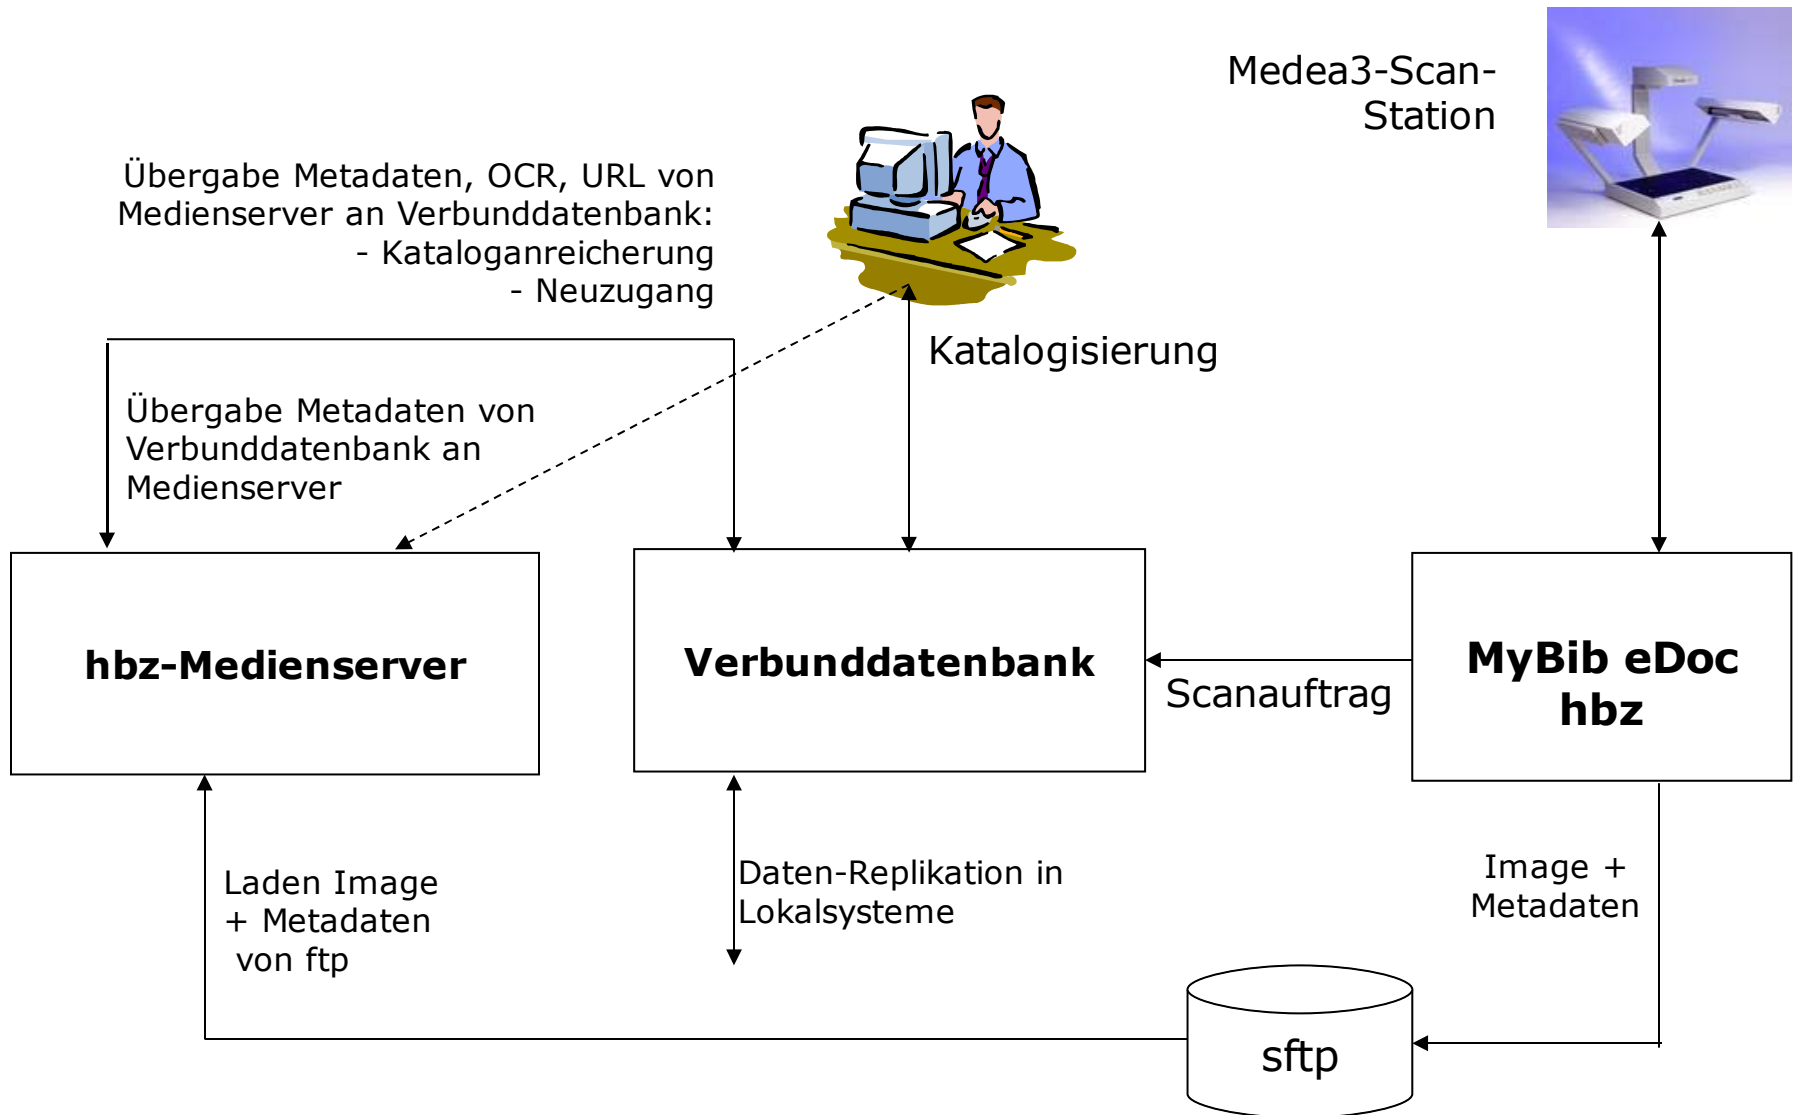 Medea3-Scan-
Station
Übergabe Metadaten, OCR, URL von
Medienserver an Verbunddatenbank:
- Kataloganreicherung
- Neuzugang
Katalogisierung
Übergabe Metadaten von
Verbunddatenbank an
Medienserver
hbz-Medienserver
Verbunddatenbank
Scanauftrag
MyBib eDoc
hbz
Laden Image
+ Metadaten
von ftp
Daten-Replikation in
Lokalsysteme
Image +
Metadaten
sftp